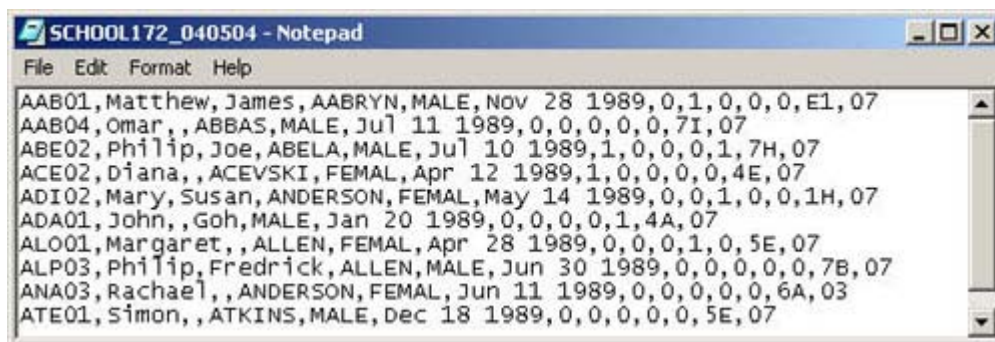 SCHOOL172_040504 - Notepad
File Edit Format Help
AAB01,Matthew,James,AABRYN,MALE,Nov 28 1989,0,1,0,0,0,E1,07
AAB04,Omar,,ABBAS,MALE,Jul 11 1989,0,0,0,0,0,7I,07
ABE02,Philip,Joe,ABELA,MALE,Jul 10 1989,1,0,0,0,1,7H,07
ACE02,Diana,,ACEVSKI,FEMAL,Apr 12 1989,1,0,0,0,0,4E,07
ADI02,Mary,Susan,ANDERSON,FEMAL,May 14 1989,0,0,1,0,0,1H,07
ADA01,John,,Goh,MALE,Jan 20 1989,0,0,0,0,1,4A,07
ALO01,Margaret,,ALLEN,FEMAL,Apr 28 1989,0,0,0,1,0,5E,07
ALP03,Philip,Fredrick,ALLEN,MALE,Jun 30 1989,0,0,0,0,0,7B,07
ANA03,Rachael,,ANDERSON,FEMAL,Jun 11 1989,0,0,0,0,0,6A,03
ATE01,Simon,,ATKINS,MALE,Dec 18 1989,0,0,0,0,0,5E,07